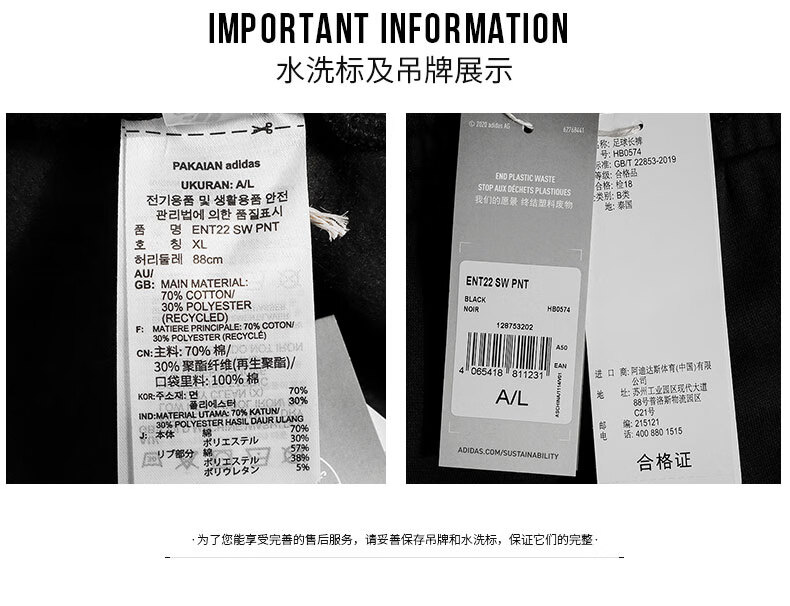 IMPORTANT INFORMATION
水洗标及吊牌展示
PAKAIAN adidas
UKURAN: A/L
전기용품 및 생활용품 안전
관리법에 의한 품질표시
품 명 ENT22 SW PNT
호 칭 XL
허리둘레 88cm
AU/
GB: MAIN MATERIAL:
70% COTTON/
30% POLYESTER
(RECYCLED)
F: MATIERE PRINCIPALE: 70% COTON/
30% POLYESTER (RECYCLÉ)
CN: 主料: 70% 棉/
30% 聚酯纤维(再生聚酯)/
口袋里料: 100% 棉
KOR: 주소재: 면 70%
폴리에스터 30%
IND: MATERIAL UTAMA: 70% KATUN/
30% POLYESTER HASIL DAUR ULANG
J: 本体 綿 70%
ポリエステル 30%
リブ部分 綿 57%
ポリエステル 38%
ポリウレタン 5%
© 2020 adidas AG
62768441
END PLASTIC WASTE
STOP AUX DÉCHETS PLASTIQUES
我们的愿景 终结塑料废物
ENT22 SW PNT
BLACK
NOIR HB0574
128753202
A50
EAN
4 065418 811231
A/L
ADIDAS.COM/SUSTAINABILITY
称: 足球长裤
号: HB0574
标准: GB/T 22853-2019
等级: 合格品
合格: 检18
类别: B类
地: 泰国
进 口 商: 阿迪达斯体育(中国)有限
公司
地 址: 苏州工业园区现代大道
88号普洛斯物流园区
C21号
邮 编: 215121
电 话: 400 880 1515
合格证
·为了您能享受完善的售后服务，请妥善保存吊牌和水洗标，保证它们的完整·